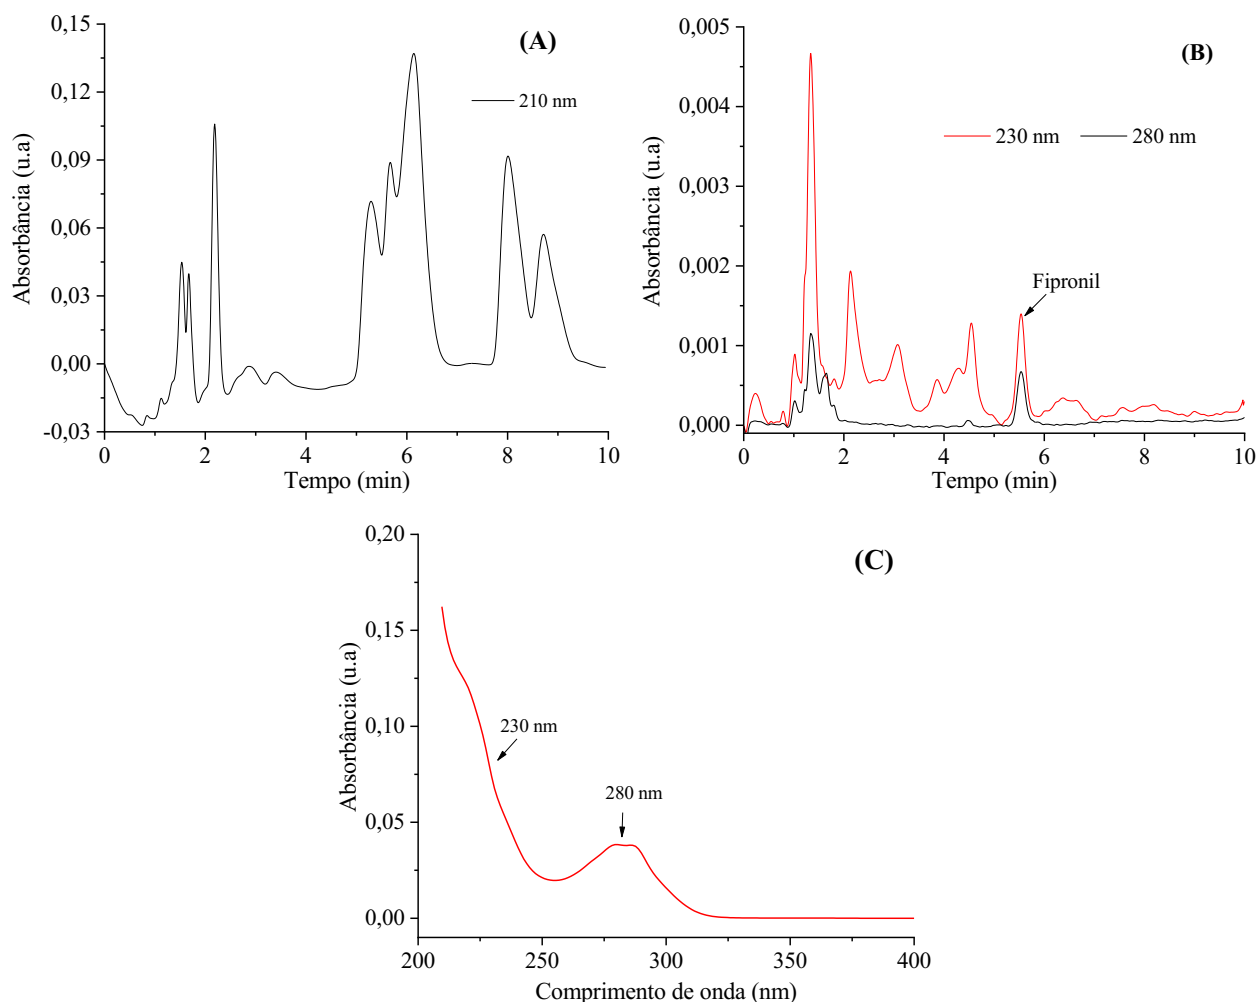 (A)
210 nm
0,15
0,12
0,09
0,06
0,03
0,00
-0,03
Absorbância (u.a)
0 2 4 6 8 10
Tempo (min)
(B)
230 nm 280 nm
Fipronil
0,005
0,004
0,003
0,002
0,001
0,000
Absorbância (u.a)
0 2 4 6 8 10
Tempo (min)
(C)
230 nm
280 nm
0,20
0,15
0,10
0,05
0,00
Absorbância (u.a)
200 250 300 350 400
Comprimento de onda (nm)